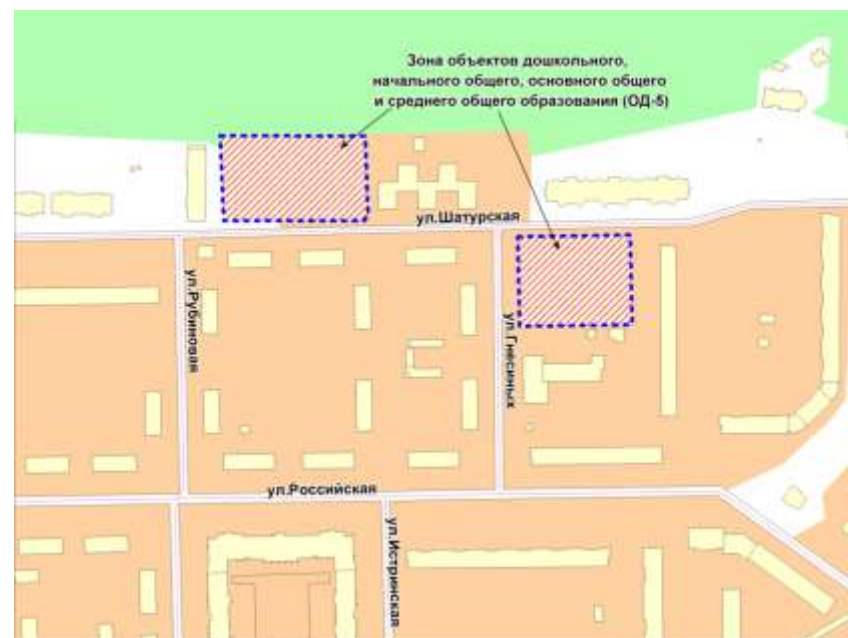 Зона объектов дошкольного,
начального общего, основного общего
и среднего общего образования (ОД-5)
ул.Шатурская
ул.Рубиновая
ул.Гнесиных
ул.Российская
ул.Истринская